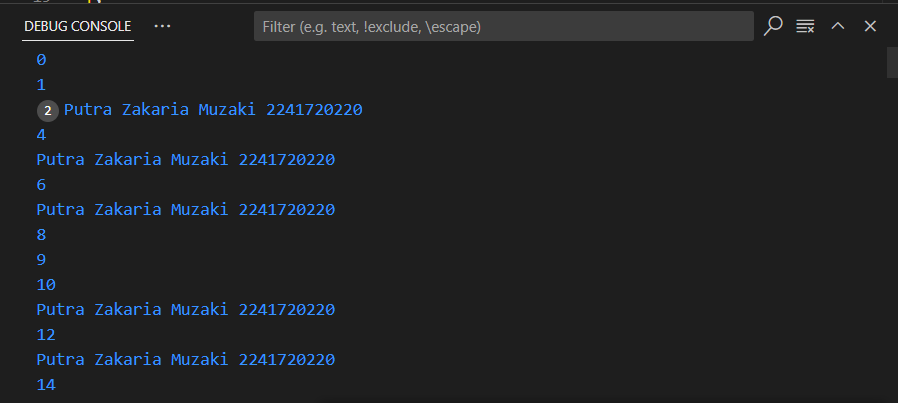 DEBUG CONSOLE ··· Filter (e.g. text, !exclude, \escape)
0
1
2 Putra Zakaria Muzaki 2241720220
4
Putra Zakaria Muzaki 2241720220
6
Putra Zakaria Muzaki 2241720220
8
9
10
Putra Zakaria Muzaki 2241720220
12
Putra Zakaria Muzaki 2241720220
14